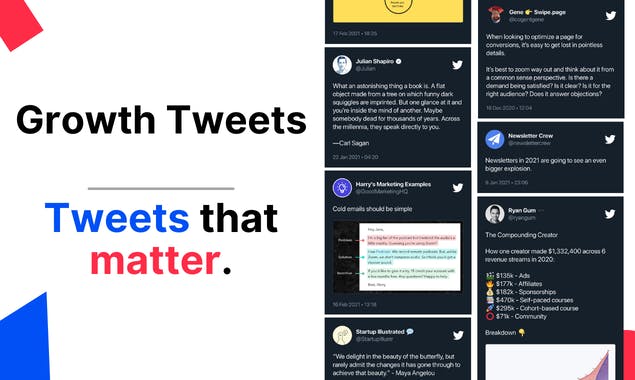 Growth Tweets
Tweets that
matter.
17 Feb 2021 • 18:25
Julian Shapiro
@Julian
What an astonishing thing a book is. A flat
object made from a tree on which funny dark
squiggles are imprinted. But one glance at it and
you're inside the mind of another. Maybe
somebody dead for thousands of years. Across
the millennia, they speak directly to you.
—Carl Sagan
22 Jan 2021 • 04:20
Harry's Marketing Examples
@GoodMarketingHQ
Cold emails should be simple
Hey Jane,
Problem
Solution
16 Feb 2021 • 13:18
Startup Illustrated 💬
@StartupIllustr
"We delight in the beauty of the butterfly, but
rarely admit the changes it has gone through to
achieve that beauty." - Maya Angelou
Gene 👉 Swipe.page
@cogentgene
When looking to optimize a page for
conversions, it's easy to get lost in pointless
details.
It's best to zoom way out and think about it from
a common sense perspective. Is there a
demand being satisfied? Is it clear? Is it for the
right audience? Does it answer objections?
16 Dec 2020 • 12:04
Newsletter Crew
@newslettercrew
Newsletters in 2021 are going to see an even
bigger explosion.
Ryan Gum
@ryangum
The Compounding Creator
How one creator made $1,332,400 across 6
revenue streams in 2020.
🎬 $135k - Ads
🔥 $177k - Affiliates
💰 $182k - Sponsorships
📚 $470k - Self-paced courses
🚀 $295k - Cohort-based course
⭕ $71k - Community
Breakdown 👇